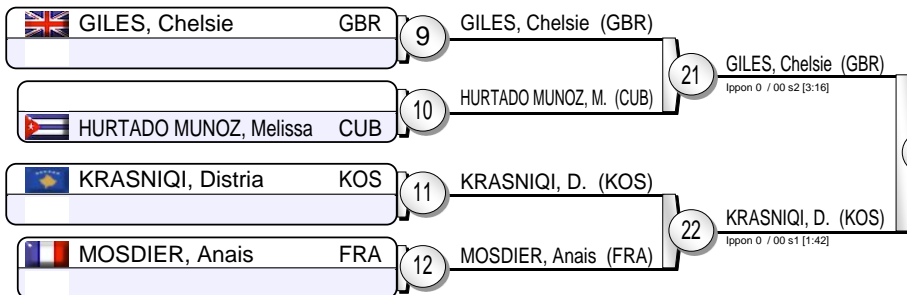 GILES, Chelsie GBR
9
GILES, Chelsie (GBR)
HURTADO MUNOZ, Melissa CUB
10
HURTADO MUNOZ, M. (CUB)
21
GILES, Chelsie (GBR)
Ippon 0 / 00 s2 [3:16]
KRASNIQI, Distria KOS
11
KRASNIQI, D. (KOS)
MOSDIER, Anais FRA
12
MOSDIER, Anais (FRA)
22
KRASNIQI, D. (KOS)
Ippon 0 / 00 s1 [1:42]